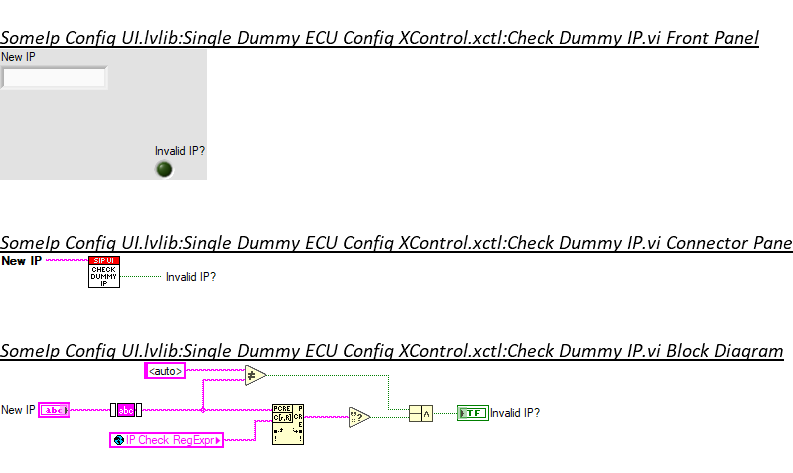 SomeIp Config UI.lvlib:Single Dummy ECU Config XControl.xctl:Check Dummy IP.vi Front Panel
New IP
Invalid IP?
SomeIp Config UI.lvlib:Single Dummy ECU Config XControl.xctl:Check Dummy IP.vi Connector Pane
New IP
SIP UI
CHECK
DUMMY
IP
Invalid IP?
SomeIp Config UI.lvlib:Single Dummy ECU Config XControl.xctl:Check Dummy IP.vi Block Diagram
<auto>
≠
New IP
abc
abc
PCRE
TF
Invalid IP?
IP Check RegExpr